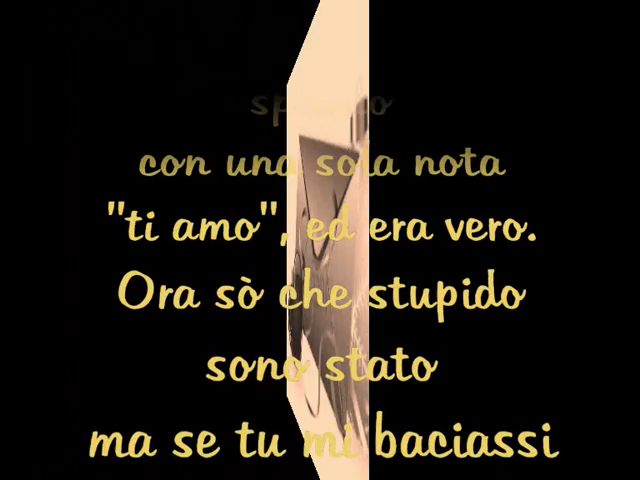 con una sola nota
"ti amo", ed era vero.
Ora sò che stupido
sono stato
ma se tu mi baciassi